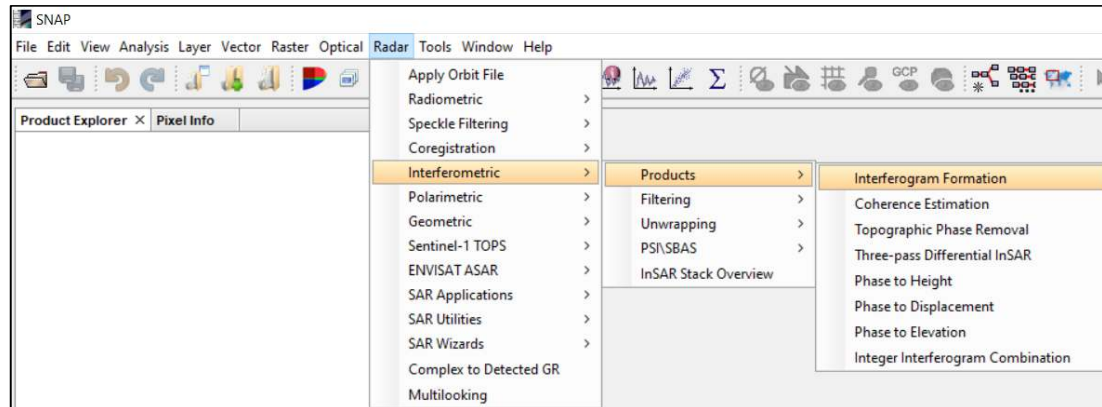 SNAP
File Edit View Analysis Layer Vector Raster Optical Radar Tools Window Help
GCP
Product Explorer × Pixel Info
Apply Orbit File
Radiometric >
Speckle Filtering >
Coregistration >
Interferometric >
Polarimetric >
Geometric >
Sentinel-1 TOPS >
ENVISAT ASAR >
SAR Applications >
SAR Utilities >
SAR Wizards >
Complex to Detected GR
Multilooking
Products >
Filtering >
Unwrapping >
PSI\SBAS >
InSAR Stack Overview
Interferogram Formation
Coherence Estimation
Topographic Phase Removal
Three-pass Differential InSAR
Phase to Height
Phase to Displacement
Phase to Elevation
Integer Interferogram Combination